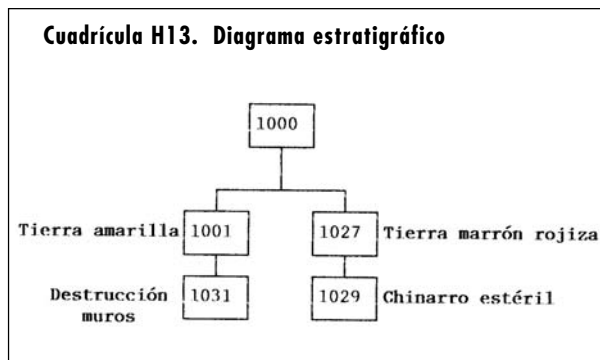 Cuadrícula H13. Diagrama estratigráfico
1000
Tierra amarilla 1001 1027 Tierra marrón rojiza
Destrucción 1031 1029 Chinarro estéril
muros